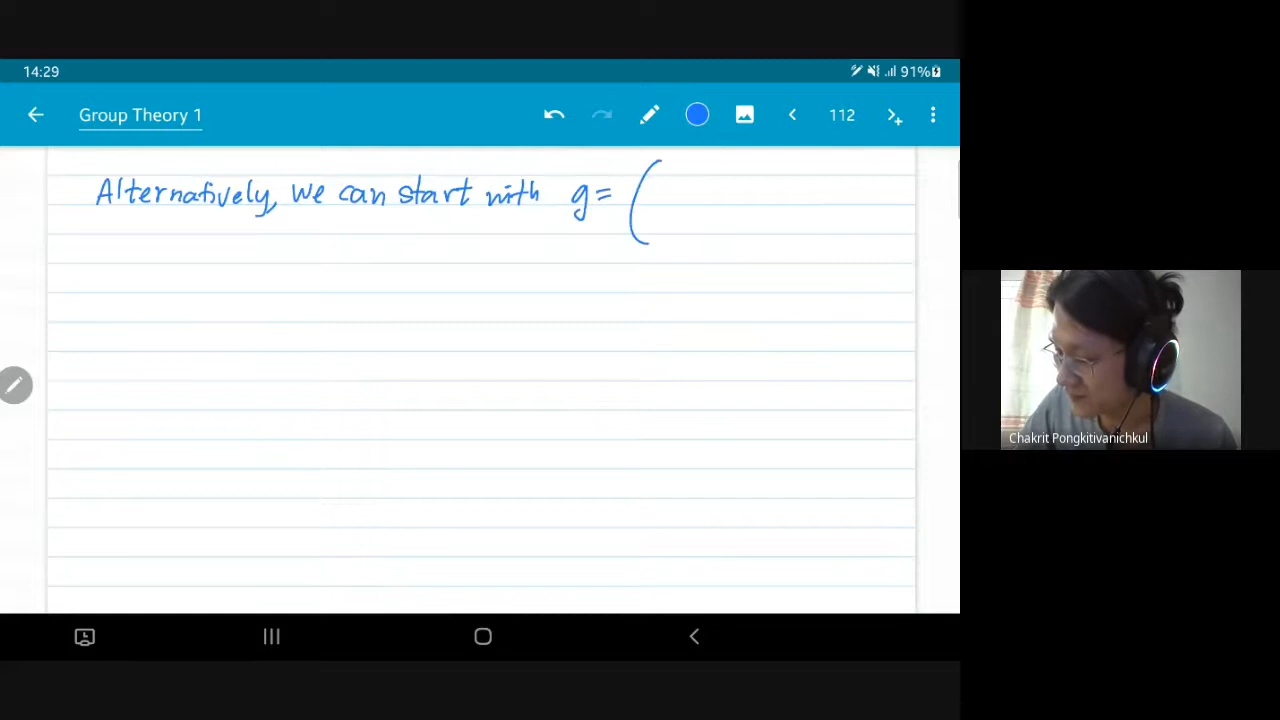 14:29
91%
Group Theory 1
112
Alternatively, we can start with g = (
Chakrit Pongkitivanichkul